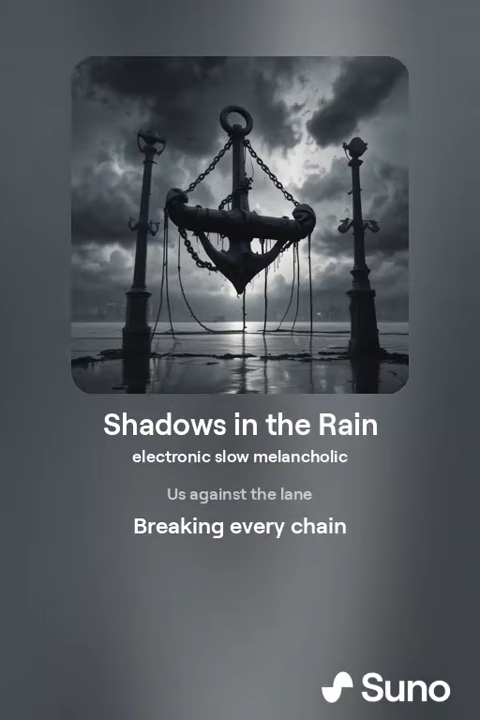 Shadows in the Rain
electronic slow melancholic
Us against the lane
Breaking every chain
Suno